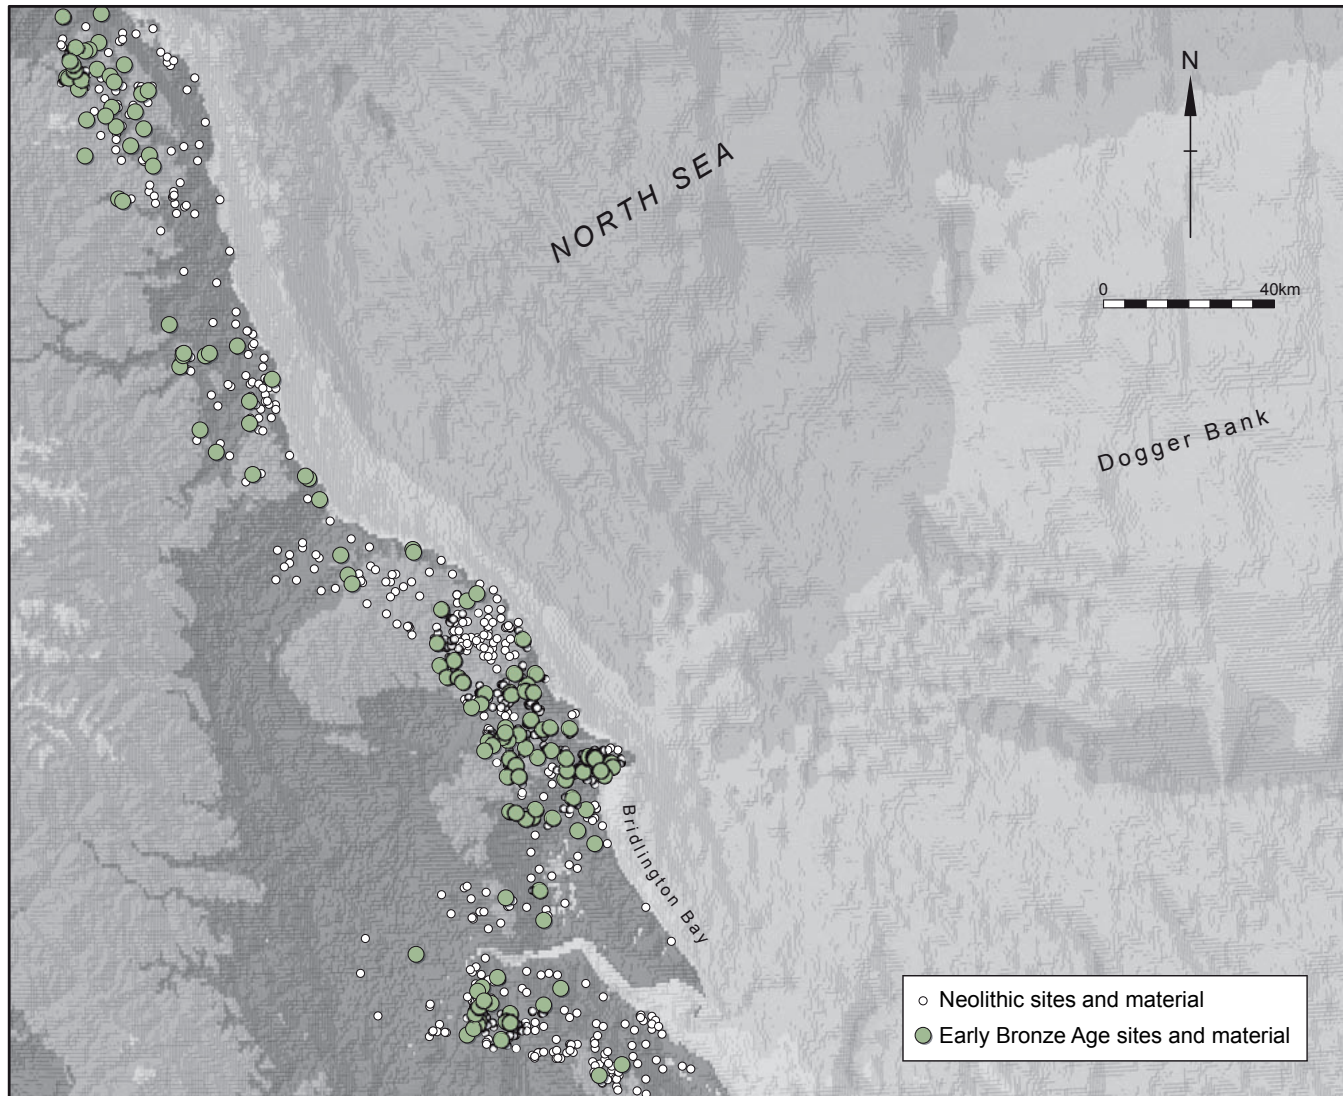 N
NORTH SEA
0 40km
Dogger Bank
Bridlington Bay
Neolithic sites and material
Early Bronze Age sites and material